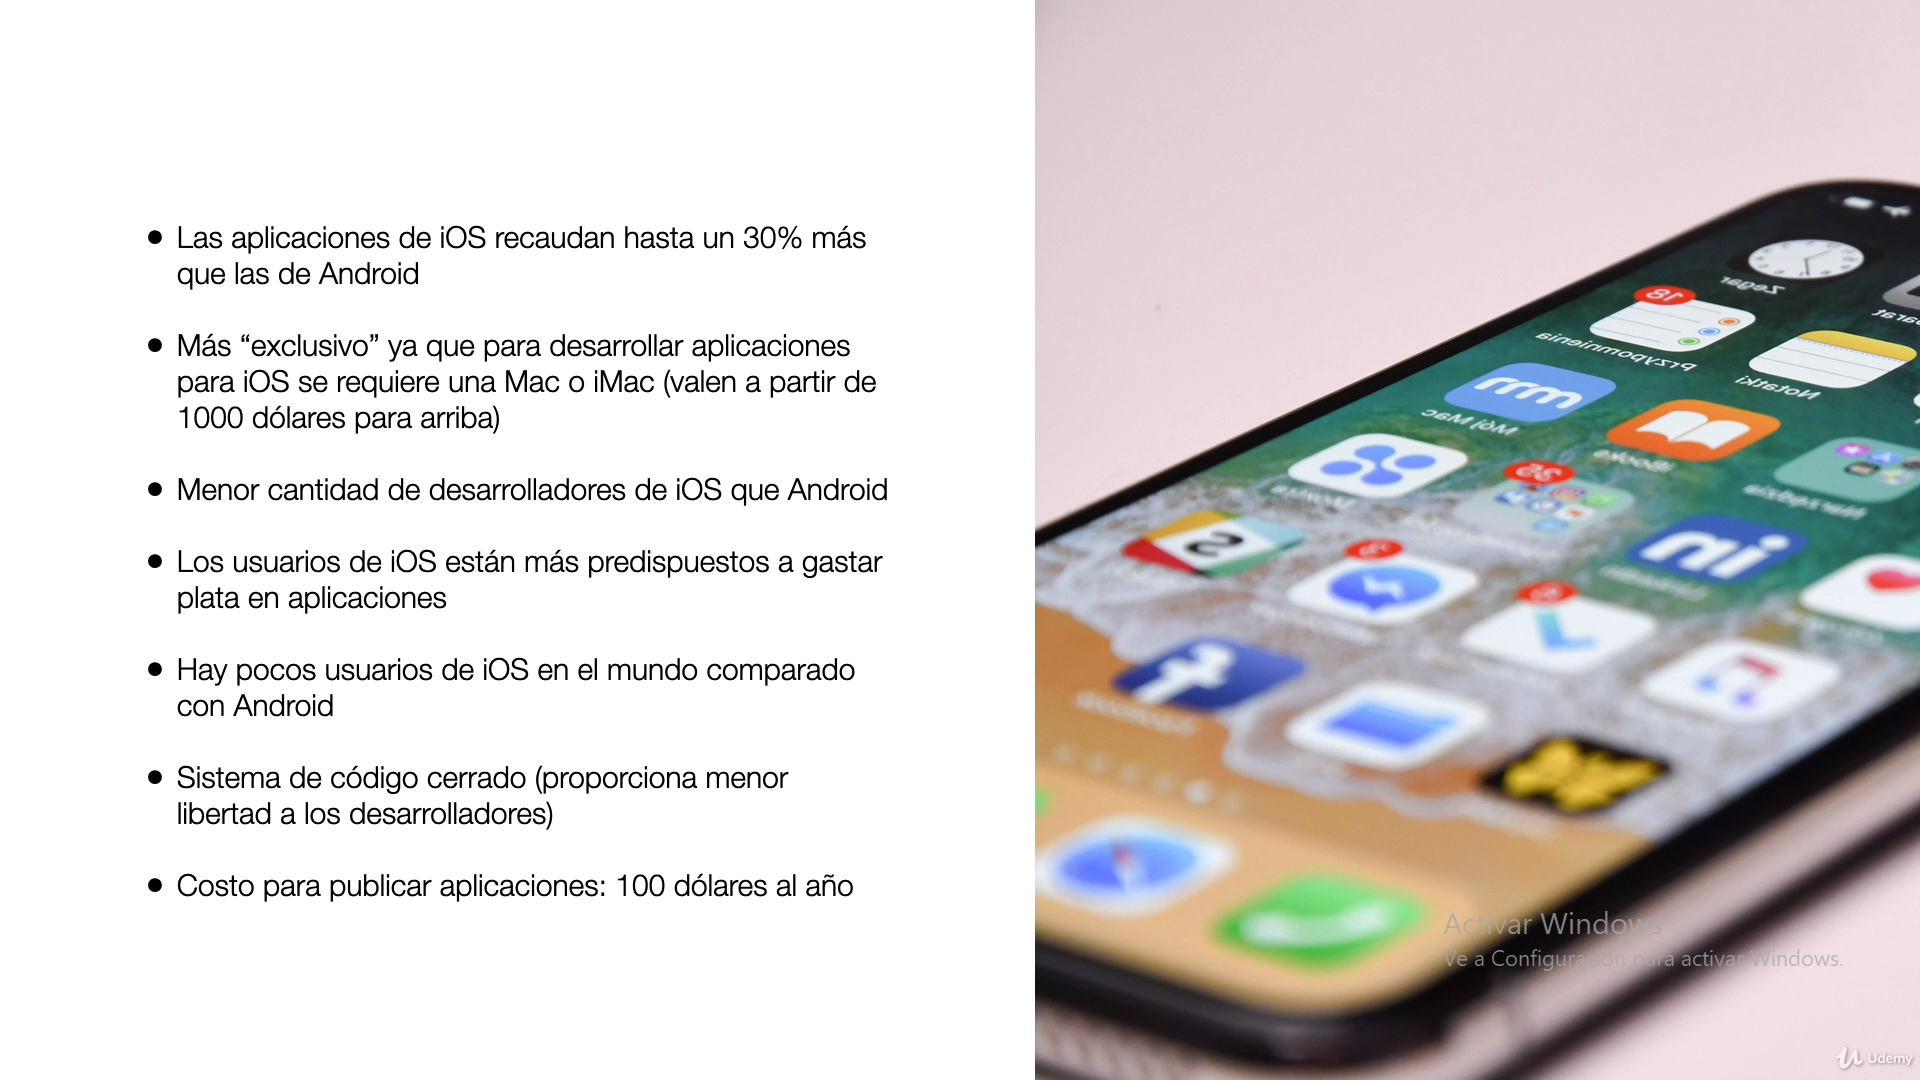 ● Las aplicaciones de iOS recaudan hasta un 30% más
que las de Android
● Más “exclusivo” ya que para desarrollar aplicaciones
para iOS se requiere una Mac o iMac (valen a partir de
1000 dólares para arriba)
● Menor cantidad de desarrolladores de iOS que Android
● Los usuarios de iOS están más predispuestos a gastar
plata en aplicaciones
● Hay pocos usuarios de iOS en el mundo comparado
con Android
● Sistema de código cerrado (proporciona menor
libertad a los desarrolladores)
● Costo para publicar aplicaciones: 100 dólares al año
Zegar
18
Przypomnienia
Notatki
Mój Mac
iBooks
36
Narzędzia
in
Activar Windows
Ve a Configuración para activar Windows.
Udemy